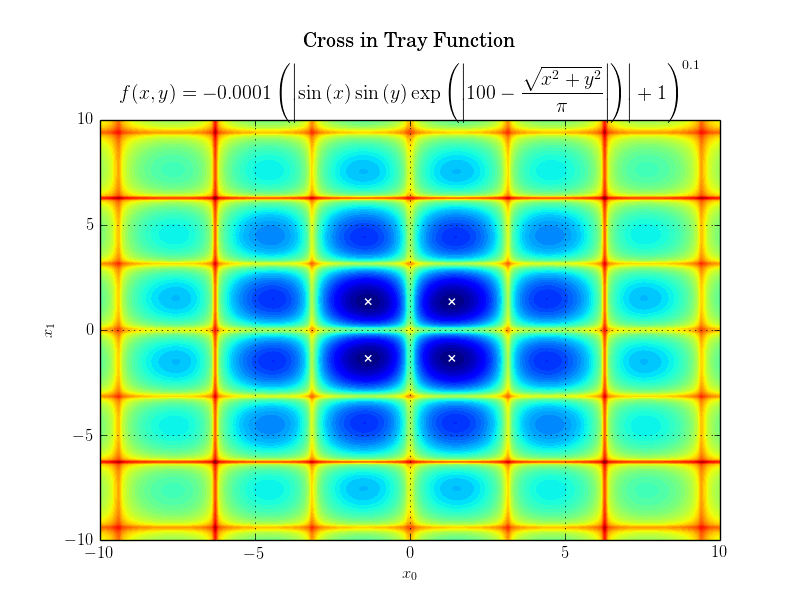 Cross in Tray Function
f(x, y) = −0.0001 (|sin (x) sin (y) exp (|100 − √(x² + y²)/π|)| + 1)^0.1
10
5
0
−5
−10
x₁
−10 −5 0 5 10
x₀